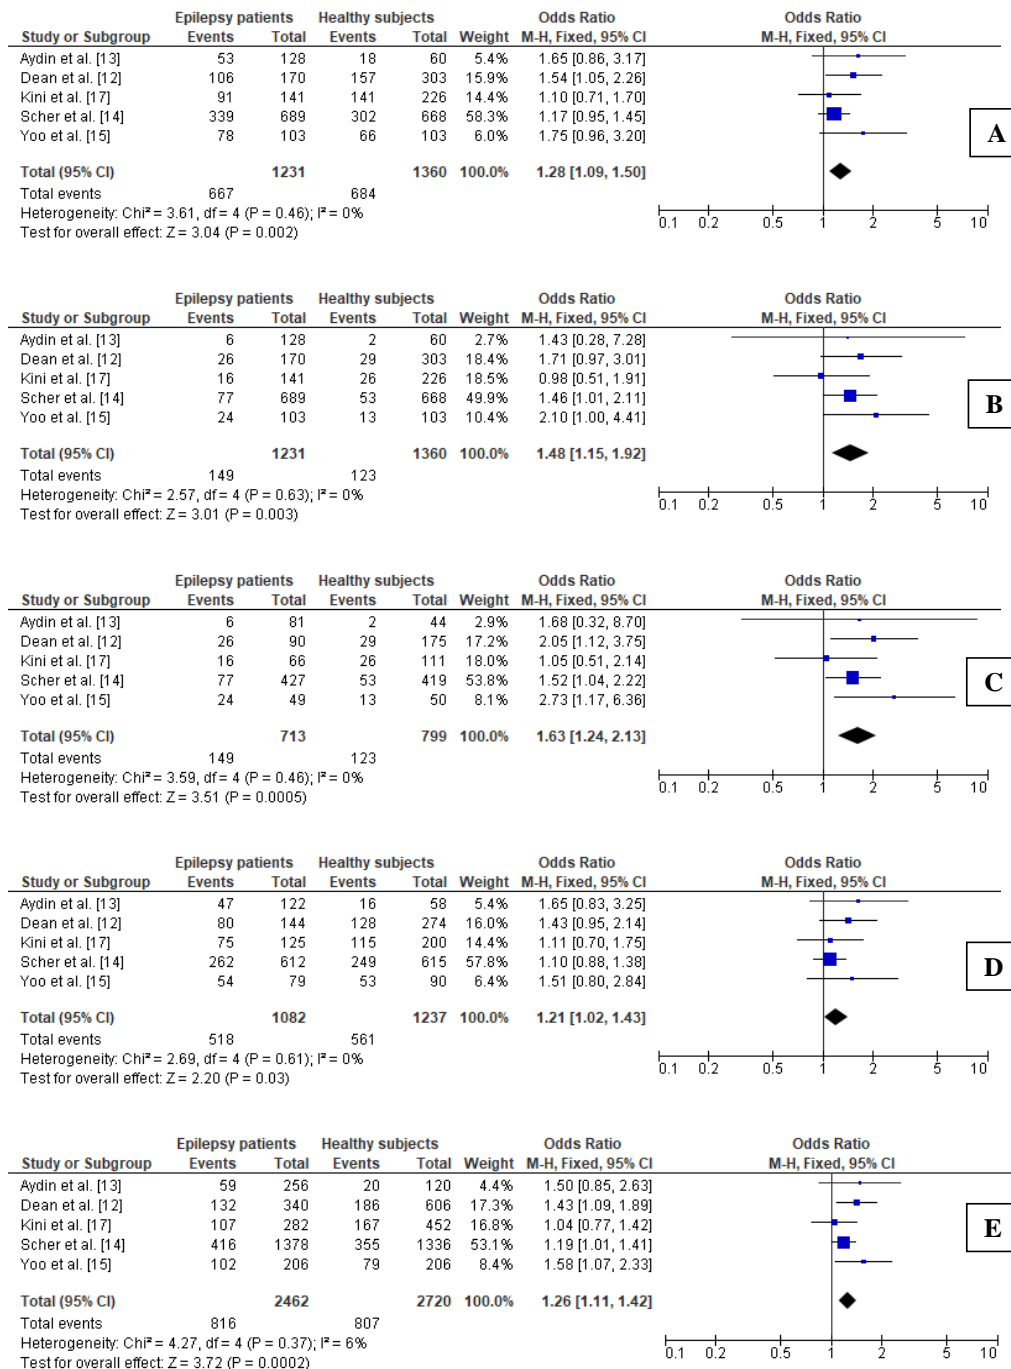 Epilepsy patients Healthy subjects Odds Ratio Odds Ratio
Study or Subgroup Events Total Events Total Weight M-H, Fixed, 95% CI M-H, Fixed, 95% CI
Aydin et al. [13] 53 128 18 60 5.4% 1.65 [0.86, 3.17]
Dean et al. [12] 106 170 157 303 15.9% 1.54 [1.05, 2.26]
Kini et al. [17] 91 141 141 226 14.4% 1.10 [0.71, 1.70]
Scher et al. [14] 339 689 302 668 58.3% 1.17 [0.95, 1.45]
Yoo et al. [15] 78 103 66 103 6.0% 1.75 [0.96, 3.20]
A
Total (95% CI) 1231 1360 100.0% 1.28 [1.09, 1.50]
Total events 667 684
Heterogeneity: Chi² = 3.61, df = 4 (P = 0.46); I² = 0%
Test for overall effect: Z = 3.04 (P = 0.002)
0.1 0.2 0.5 1 2 5 10
Epilepsy patients Healthy subjects Odds Ratio Odds Ratio
Study or Subgroup Events Total Events Total Weight M-H, Fixed, 95% CI M-H, Fixed, 95% CI
Aydin et al. [13] 6 128 2 60 2.7% 1.43 [0.28, 7.28]
Dean et al. [12] 26 170 29 303 18.4% 1.71 [0.97, 3.01]
Kini et al. [17] 16 141 26 226 18.5% 0.98 [0.51, 1.91]
Scher et al. [14] 77 689 53 668 49.9% 1.46 [1.01, 2.11]
Yoo et al. [15] 24 103 13 103 10.4% 2.10 [1.00, 4.41]
B
Total (95% CI) 1231 1360 100.0% 1.48 [1.15, 1.92]
Total events 149 123
Heterogeneity: Chi² = 2.57, df = 4 (P = 0.63); I² = 0%
Test for overall effect: Z = 3.01 (P = 0.003)
0.1 0.2 0.5 1 2 5 10
Epilepsy patients Healthy subjects Odds Ratio Odds Ratio
Study or Subgroup Events Total Events Total Weight M-H, Fixed, 95% CI M-H, Fixed, 95% CI
Aydin et al. [13] 6 81 2 44 2.9% 1.68 [0.32, 8.70]
Dean et al. [12] 26 90 29 175 17.2% 2.05 [1.12, 3.75]
Kini et al. [17] 16 66 26 111 18.0% 1.05 [0.51, 2.14]
Scher et al. [14] 77 427 53 419 53.8% 1.52 [1.04, 2.22]
Yoo et al. [15] 24 49 13 50 8.1% 2.73 [1.17, 6.36]
C
Total (95% CI) 713 799 100.0% 1.63 [1.24, 2.13]
Total events 149 123
Heterogeneity: Chi² = 3.59, df = 4 (P = 0.46); I² = 0%
Test for overall effect: Z = 3.51 (P = 0.0005)
0.1 0.2 0.5 1 2 5 10
Epilepsy patients Healthy subjects Odds Ratio Odds Ratio
Study or Subgroup Events Total Events Total Weight M-H, Fixed, 95% CI M-H, Fixed, 95% CI
Aydin et al. [13] 47 122 16 58 5.4% 1.65 [0.83, 3.25]
Dean et al. [12] 80 144 128 274 16.0% 1.43 [0.95, 2.14]
Kini et al. [17] 75 125 115 200 14.4% 1.11 [0.70, 1.75]
Scher et al. [14] 262 612 249 615 57.8% 1.10 [0.88, 1.38]
Yoo et al. [15] 54 79 53 90 6.4% 1.51 [0.80, 2.84]
D
Total (95% CI) 1082 1237 100.0% 1.21 [1.02, 1.43]
Total events 518 561
Heterogeneity: Chi² = 2.69, df = 4 (P = 0.61); I² = 0%
Test for overall effect: Z = 2.20 (P = 0.03)
0.1 0.2 0.5 1 2 5 10
Epilepsy patients Healthy subjects Odds Ratio Odds Ratio
Study or Subgroup Events Total Events Total Weight M-H, Fixed, 95% CI M-H, Fixed, 95% CI
Aydin et al. [13] 59 256 20 120 4.4% 1.50 [0.85, 2.63]
Dean et al. [12] 132 340 186 606 17.3% 1.43 [1.09, 1.89]
Kini et al. [17] 107 282 167 452 16.8% 1.04 [0.77, 1.42]
Scher et al. [14] 416 1378 355 1336 53.1% 1.19 [1.01, 1.41]
Yoo et al. [15] 102 206 79 206 8.4% 1.58 [1.07, 2.33]
E
Total (95% CI) 2462 2720 100.0% 1.26 [1.11, 1.42]
Total events 816 807
Heterogeneity: Chi² = 4.27, df = 4 (P = 0.37); I² = 6%
Test for overall effect: Z = 3.72 (P = 0.0002)
0.1 0.2 0.5 1 2 5 10